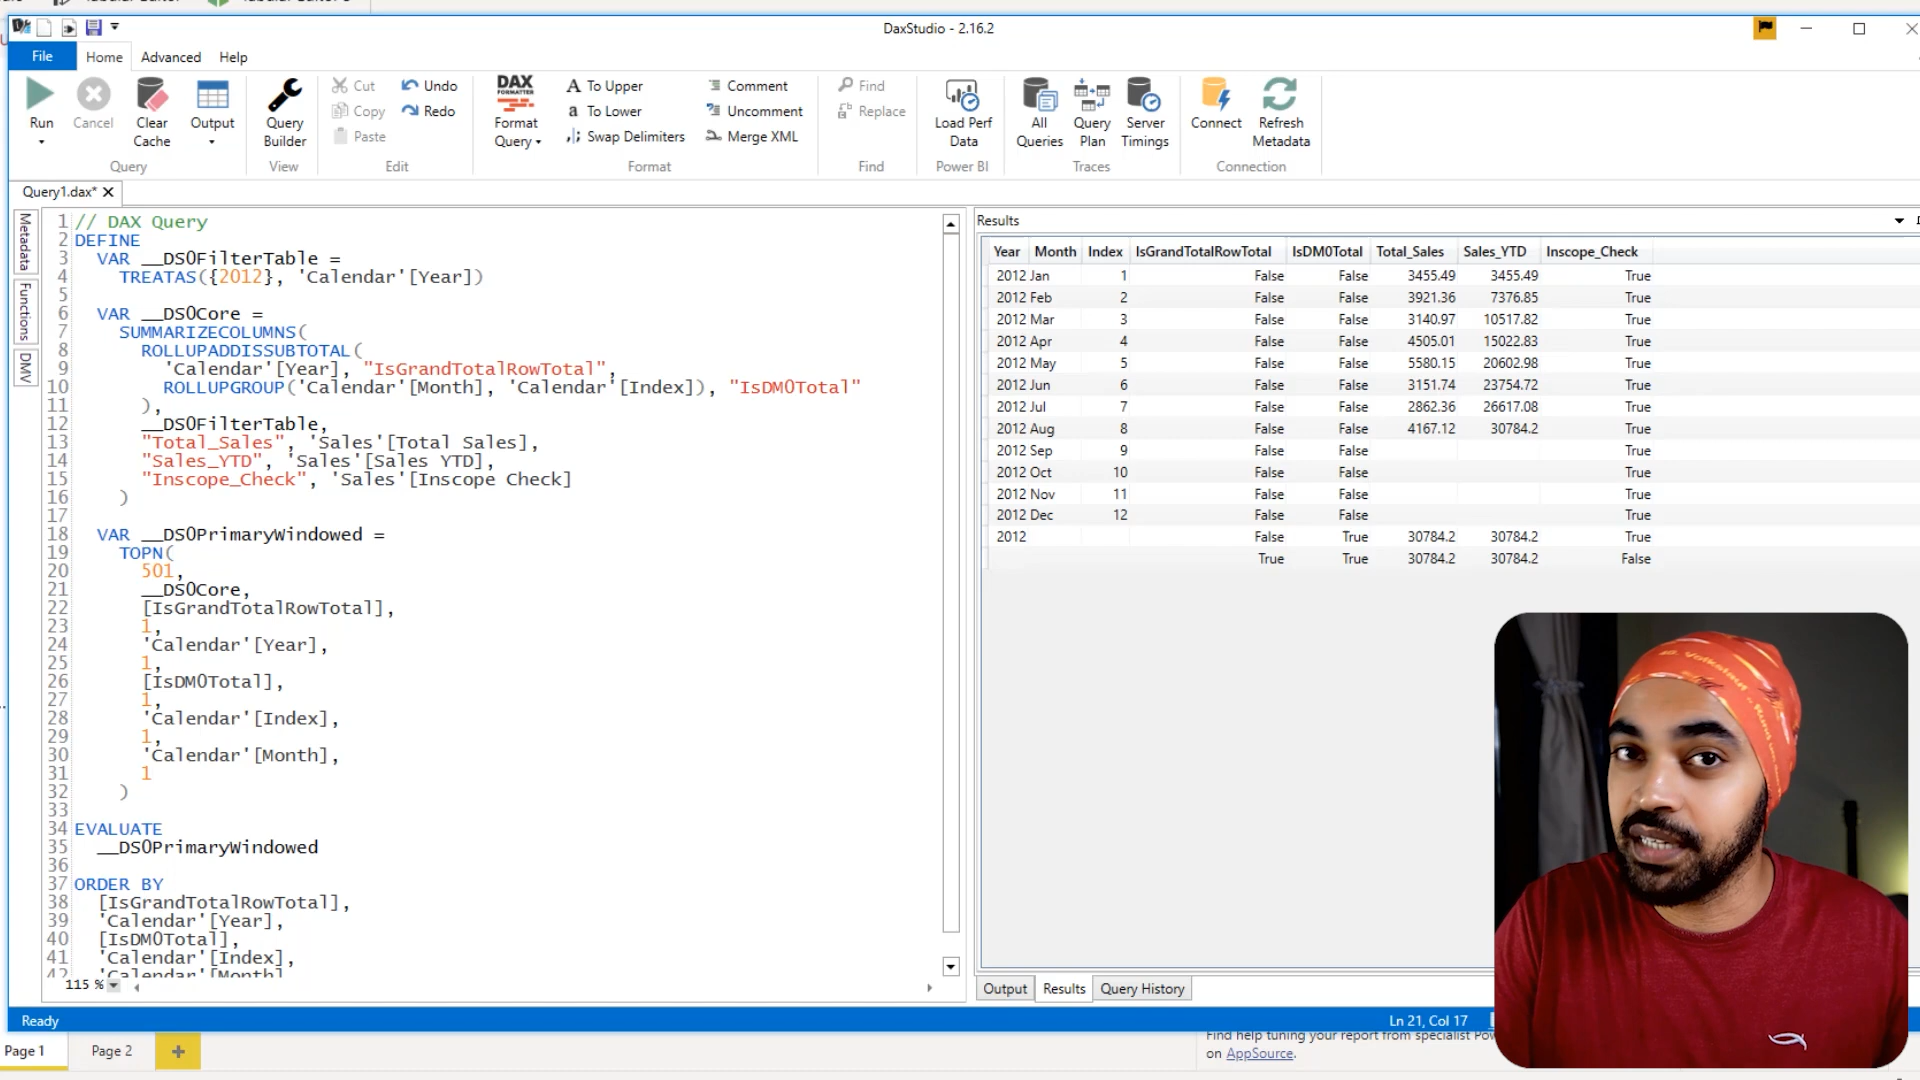 DaxStudio - 2.16.2
File Home Advanced Help
Run
Cancel
Clear Cache
Output
Query
Query Builder
View
Cut
Copy
Paste
Undo
Redo
Edit
DAX FORMATTER
Format Query
To Upper
To Lower
Swap Delimiters
Comment
Uncomment
Merge XML
Format
Find
Replace
Find
Load Perf Data
Power BI
All Queries
Query Plan
Server Timings
Traces
Connect
Refresh Metadata
Connection
Query1.dax*
Metadata
Functions
DMV
1 // DAX Query
2 DEFINE
3 VAR __DS0FilterTable =
4 TREATAS({2012}, 'Calendar'[Year])
5
6 VAR __DS0Core =
7 SUMMARIZECOLUMNS(
8 ROLLUPADDISSUBTOTAL(
9 'Calendar'[Year], "IsGrandTotalRowTotal",
10 ROLLUPGROUP('Calendar'[Month], 'Calendar'[Index]), "IsDM0Total"
11 ),
12 __DS0FilterTable,
13 "Total_Sales", 'Sales'[Total Sales],
14 "Sales_YTD", 'Sales'[Sales YTD],
15 "Inscope_Check", 'Sales'[Inscope Check]
16 )
17
18 VAR __DS0PrimaryWindowed =
19 TOPN(
20 501,
21 __DS0Core,
22 [IsGrandTotalRowTotal],
23 1,
24 'Calendar'[Year],
25 1,
26 [IsDM0Total],
27 1,
28 'Calendar'[Index],
29 1,
30 'Calendar'[Month],
31 1
32 )
33
34 EVALUATE
35 __DS0PrimaryWindowed
36
37 ORDER BY
38 [IsGrandTotalRowTotal],
39 'Calendar'[Year],
40 [IsDM0Total],
41 'Calendar'[Index],
42 'Calendar'[Month]
115 %
Results
Year Month Index IsGrandTotalRowTotal IsDM0Total Total_Sales Sales_YTD Inscope_Check
2012 Jan 1 False False 3455.49 3455.49 True
2012 Feb 2 False False 3921.36 7376.85 True
2012 Mar 3 False False 3140.97 10517.82 True
2012 Apr 4 False False 4505.01 15022.83 True
2012 May 5 False False 5580.15 20602.98 True
2012 Jun 6 False False 3151.74 23754.72 True
2012 Jul 7 False False 2862.36 26617.08 True
2012 Aug 8 False False 4167.12 30784.2 True
2012 Sep 9 False False True
2012 Oct 10 False False True
2012 Nov 11 False False True
2012 Dec 12 False False True
2012 False True 30784.2 30784.2 True
True True 30784.2 30784.2 False
Output Results Query History
Ready
Ln 21, Col 17
Page 1
Page 2
+
Find help tuning your report from specialist
on AppSource.